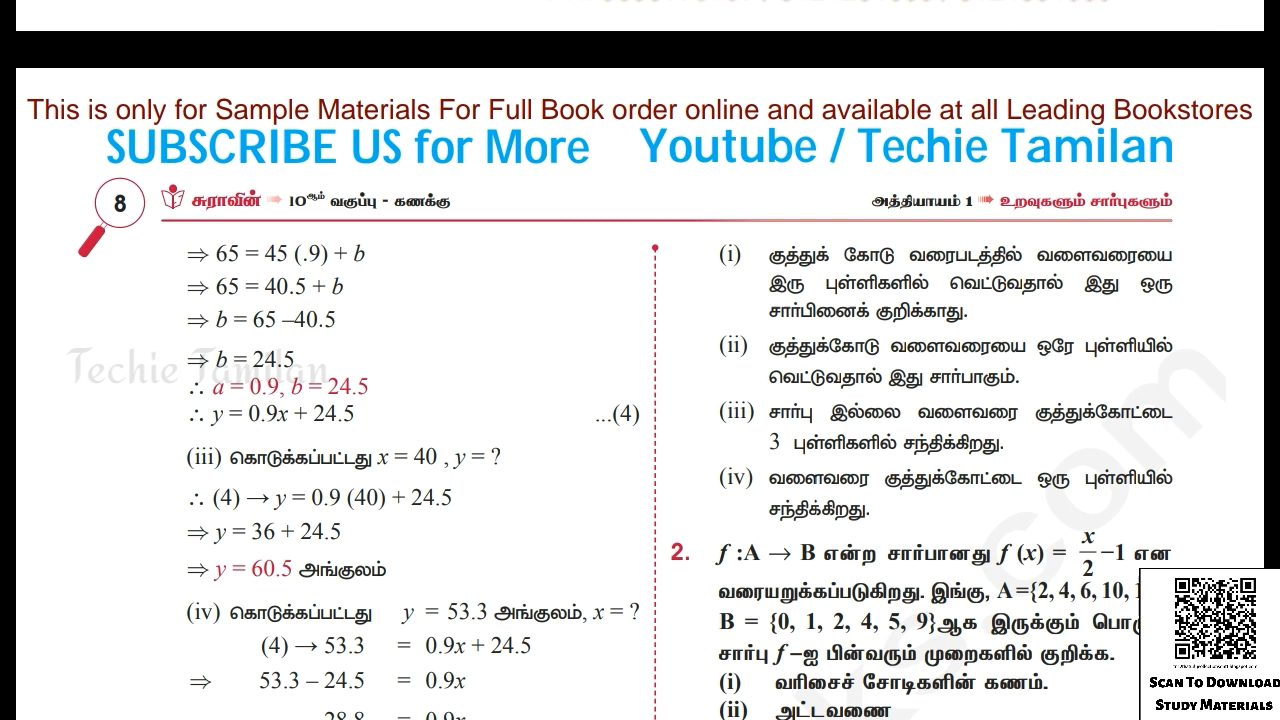 This is only for Sample Materials For Full Book order online and available at all Leading Bookstores
SUBSCRIBE US for More Youtube / Techie Tamilan
8 சுராவின் ➠ 10ஆம் வகுப்பு - கணக்கு
அத்தியாயம் 1 ➠ உறவுகளும் சார்புகளும்
⇒ 65 = 45 (.9) + b
⇒ 65 = 40.5 + b
⇒ b = 65 –40.5
Techie Tamilan
⇒ b = 24.5
∴ a = 0.9, b = 24.5
∴ y = 0.9x + 24.5 ...(4)
(iii) கொடுக்கப்பட்டது x = 40 , y = ?
∴ (4) → y = 0.9 (40) + 24.5
⇒ y = 36 + 24.5
⇒ y = 60.5 அங்குலம்
(iv) கொடுக்கப்பட்டது y = 53.3 அங்குலம், x = ?
(4) → 53.3 = 0.9x + 24.5
⇒ 53.3 – 24.5 = 0.9x
28.8 = 0.9x
(i) குத்துக் கோடு வரைபடத்தில் வளைவரையை
இரு புள்ளிகளில் வெட்டுவதால் இது ஒரு
சார்பினைக் குறிக்காது.
(ii) குத்துக்கோடு வளைவரையை ஒரே புள்ளியில்
வெட்டுவதால் இது சார்பாகும்.
(iii) சார்பு இல்லை வளைவரை குத்துக்கோட்டை
3 புள்ளிகளில் சந்திக்கிறது.
(iv) வளைவரை குத்துக்கோட்டை ஒரு புள்ளியில்
சந்திக்கிறது.
2. f :A → B என்ற சார்பானது f (x) = x/2 –1 என
வரையறுக்கப்படுகிறது. இங்கு, A ={2, 4, 6, 10,
B = {0, 1, 2, 4, 5, 9}ஆக இருக்கும்
சார்பு f –ஐ பின்வரும் முறைகளில் குறிக்க.
(i) வரிசைச் சோடிகளின் கணம்.
(ii) அட்டவணை
SCAN TO DOWNLOAD
STUDY MATERIALS